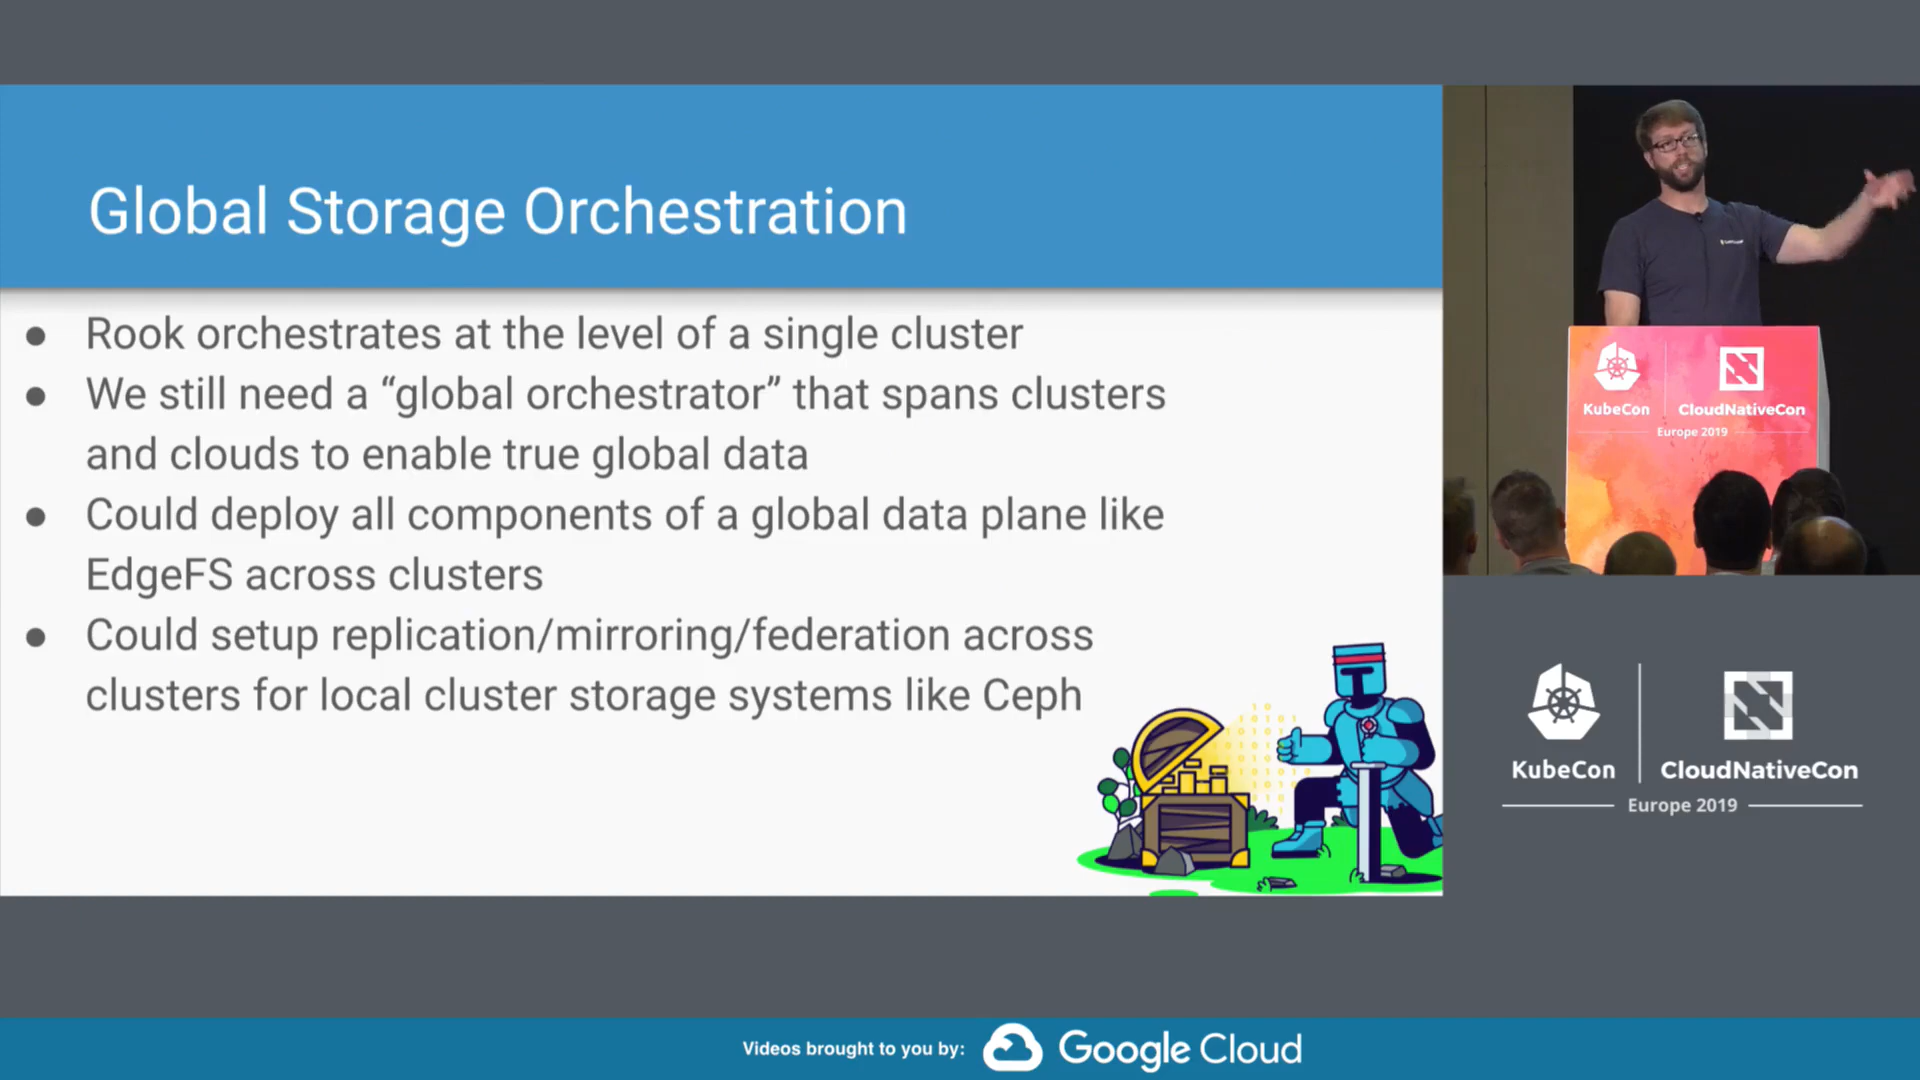 Global Storage Orchestration
● Rook orchestrates at the level of a single cluster
● We still need a “global orchestrator” that spans clusters
and clouds to enable true global data
● Could deploy all components of a global data plane like
EdgeFS across clusters
● Could setup replication/mirroring/federation across
clusters for local cluster storage systems like Ceph
KubeCon
CloudNativeCon
Europe 2019
KubeCon
CloudNativeCon
Europe 2019
Videos brought to you by:
Google Cloud